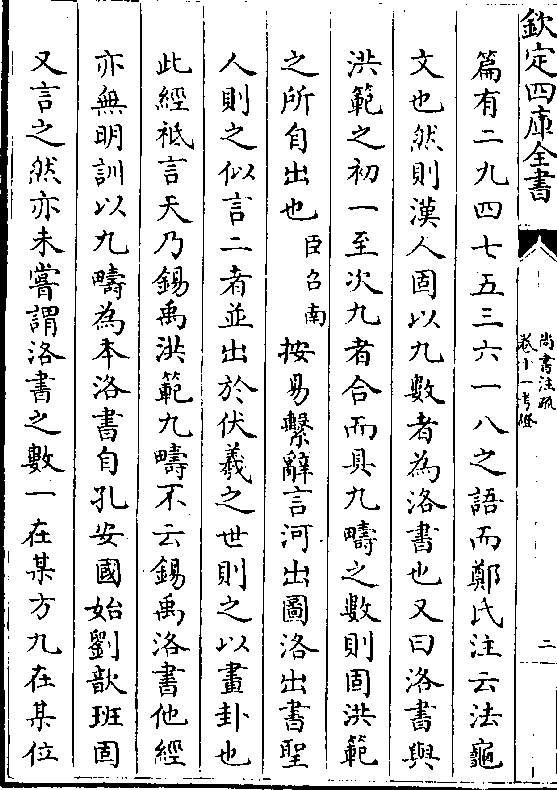 欽定四庫全書
尚書注疏
卷十一考證
二
篇有二九四七五三六一八之語而鄭氏注云法龜
文也然則漢人固以九數者為洛書也又曰洛書與
洪範之初一至次九者合而具九疇之數則固洪範
之所自出也臣召南按易繫辭言河出圖洛出書聖
人則之似言二者並出於伏羲之世則之以畫卦也
此經祗言天乃錫禹洪範九疇不云錫禹洛書他經
亦無明訓以九疇為本洛書自孔安國始劉歆班固
又言之然亦未嘗謂洛書之數一在某方九在某位